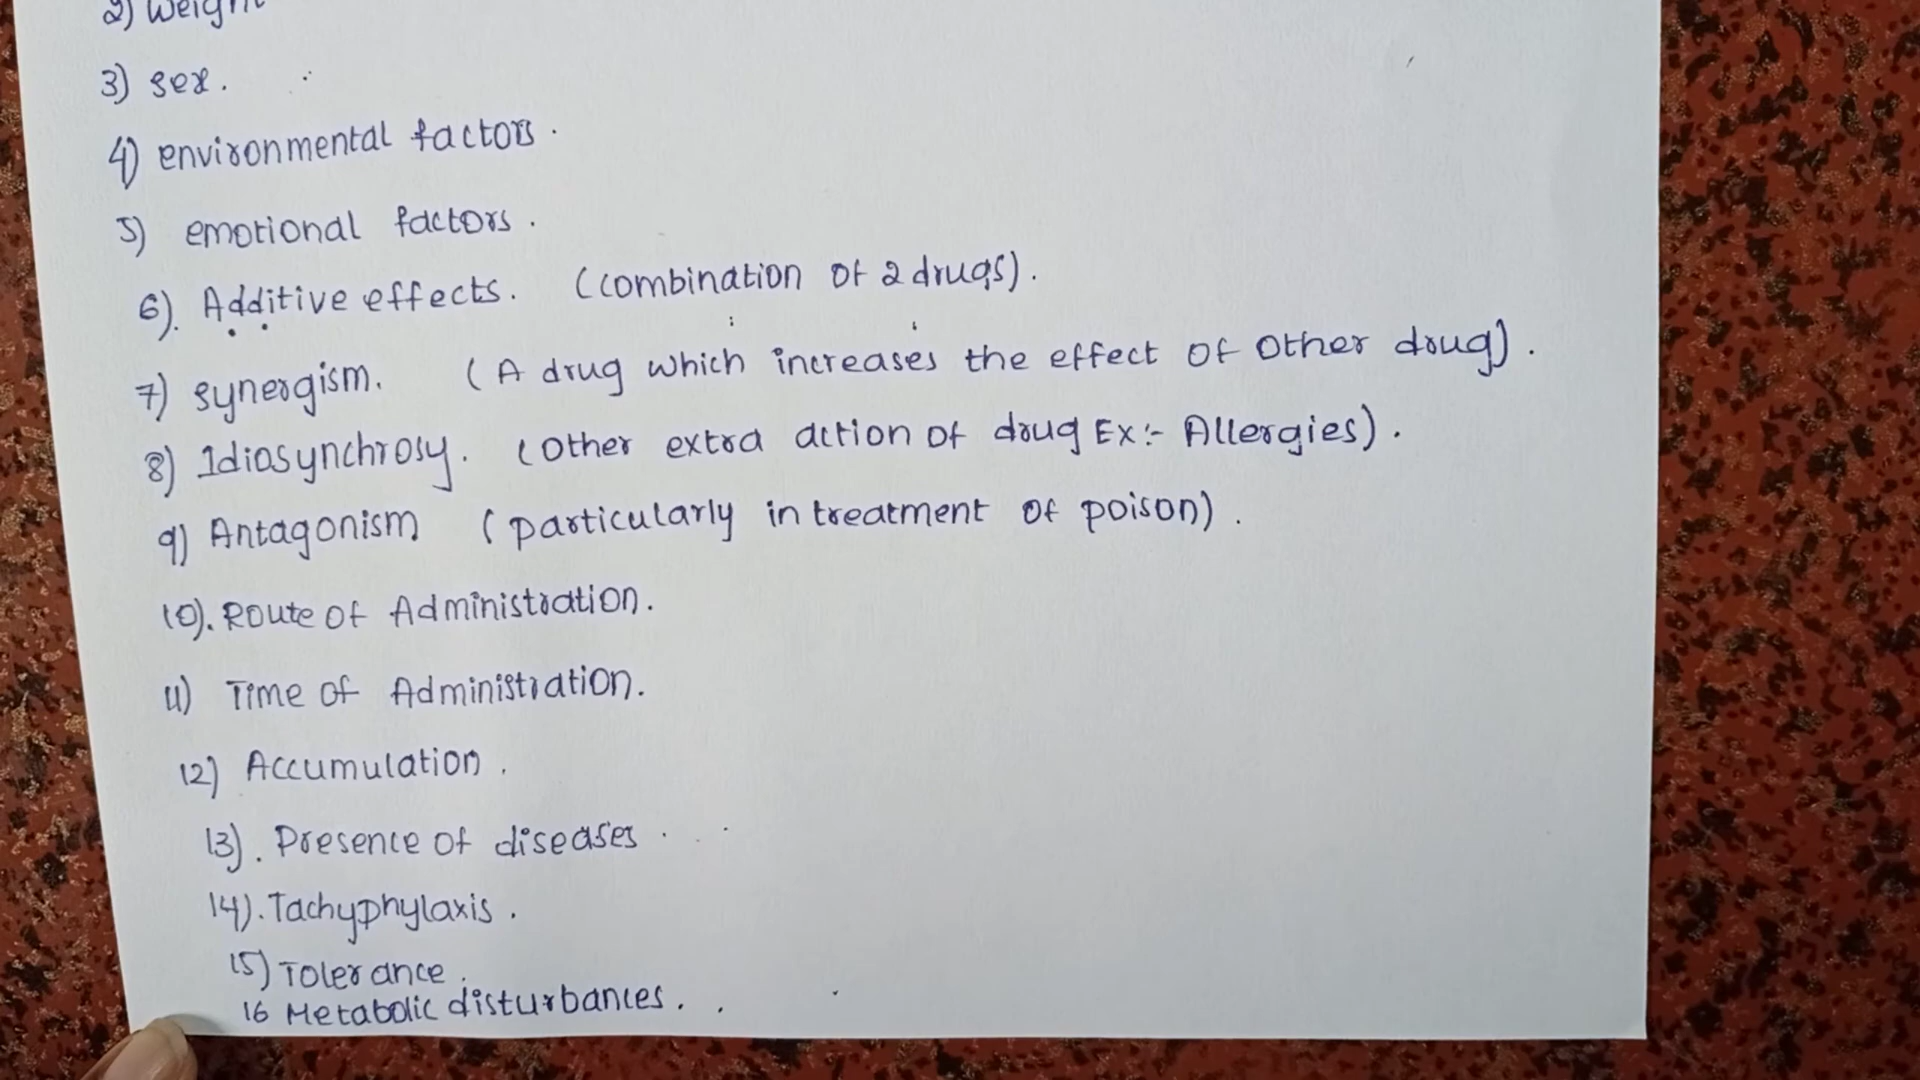 2) Weight
3) sex.
4) environmental factors.
5) emotional factors.
6). Additive effects. (combination of 2 drugs).
7) synergism. (A drug which increases the effect of other drug).
8) Idiosynchrosy. (Other extra action of drug Ex:- Allergies).
9) Antagonism (particularly in treatment of poison).
10). Route of Administration.
11) Time of Administration.
12) Accumulation.
13). Presence of diseases.
14). Tachyphylaxis.
15) Tolerance.
16 Metabolic disturbances.